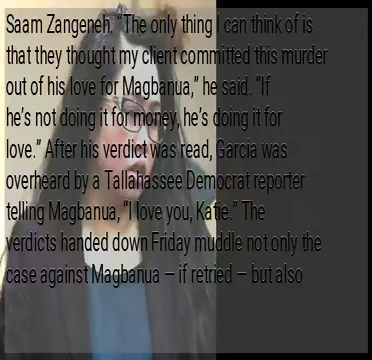 Saam Zangeneh. “The only thing I can think of is
that they thought my client committed this murder
out of his love for Magbanua,” he said. “If
he’s not doing it for money, he’s doing it for
love.” After his verdict was read, Garcia was
overheard by a Tallahassee Democrat reporter
telling Magbanua, “I love you, Katie.” The
verdicts handed down Friday muddle not only the
case against Magbanua — if retried — but also